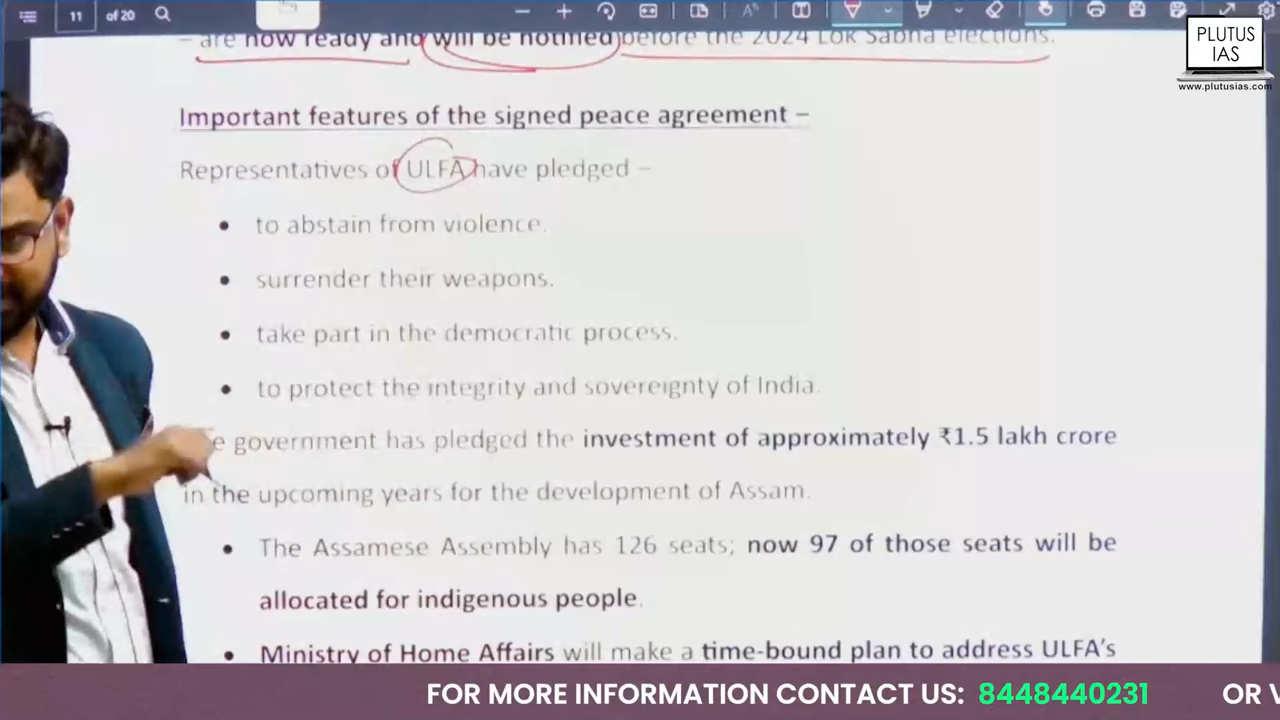 11 of 20
PLUTUS
IAS
www.plutusias.com
– are now ready and will be notified before the 2024 Lok Sabha elections.
Important features of the signed peace agreement –
Representatives of ULFA have pledged –
• to abstain from violence.
• surrender their weapons.
• take part in the democratic process.
• to protect the integrity and sovereignty of India.
e government has pledged the investment of approximately ₹1.5 lakh crore
in the upcoming years for the development of Assam.
• The Assamese Assembly has 126 seats; now 97 of those seats will be
allocated for indigenous people.
• Ministry of Home Affairs will make a time-bound plan to address ULFA's
FOR MORE INFORMATION CONTACT US: 8448440231 OR V